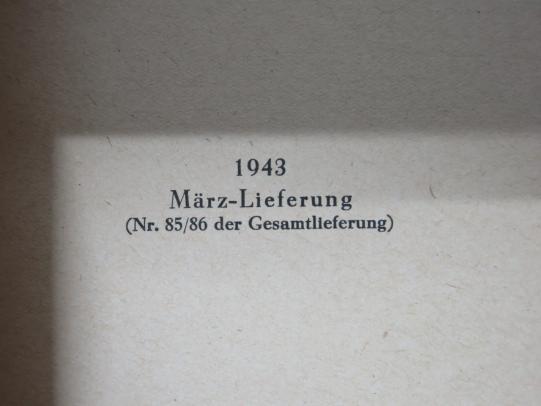 1943
März-Lieferung
(Nr. 85/86 der Gesamtlieferung)